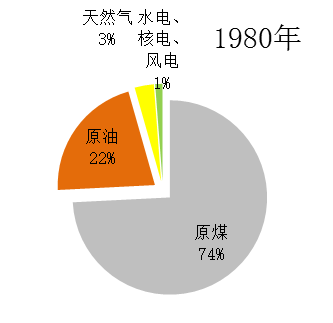 1980年
天然气
3%
水电、
核电、
风电
1%
原油
22%
原煤
74%